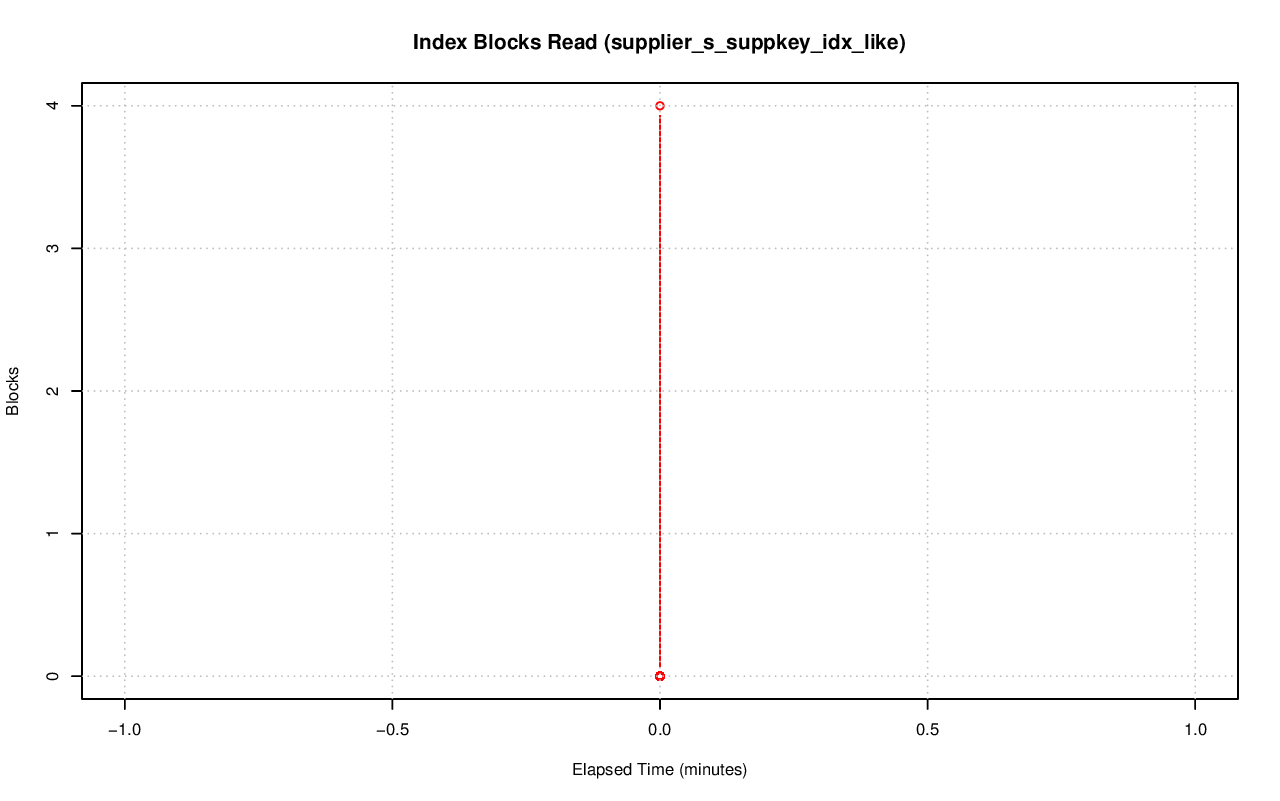 Index Blocks Read (supplier_s_suppkey_idx_like)
4
3
2
1
0
Blocks
−1.0 −0.5 0.0 0.5 1.0
Elapsed Time (minutes)